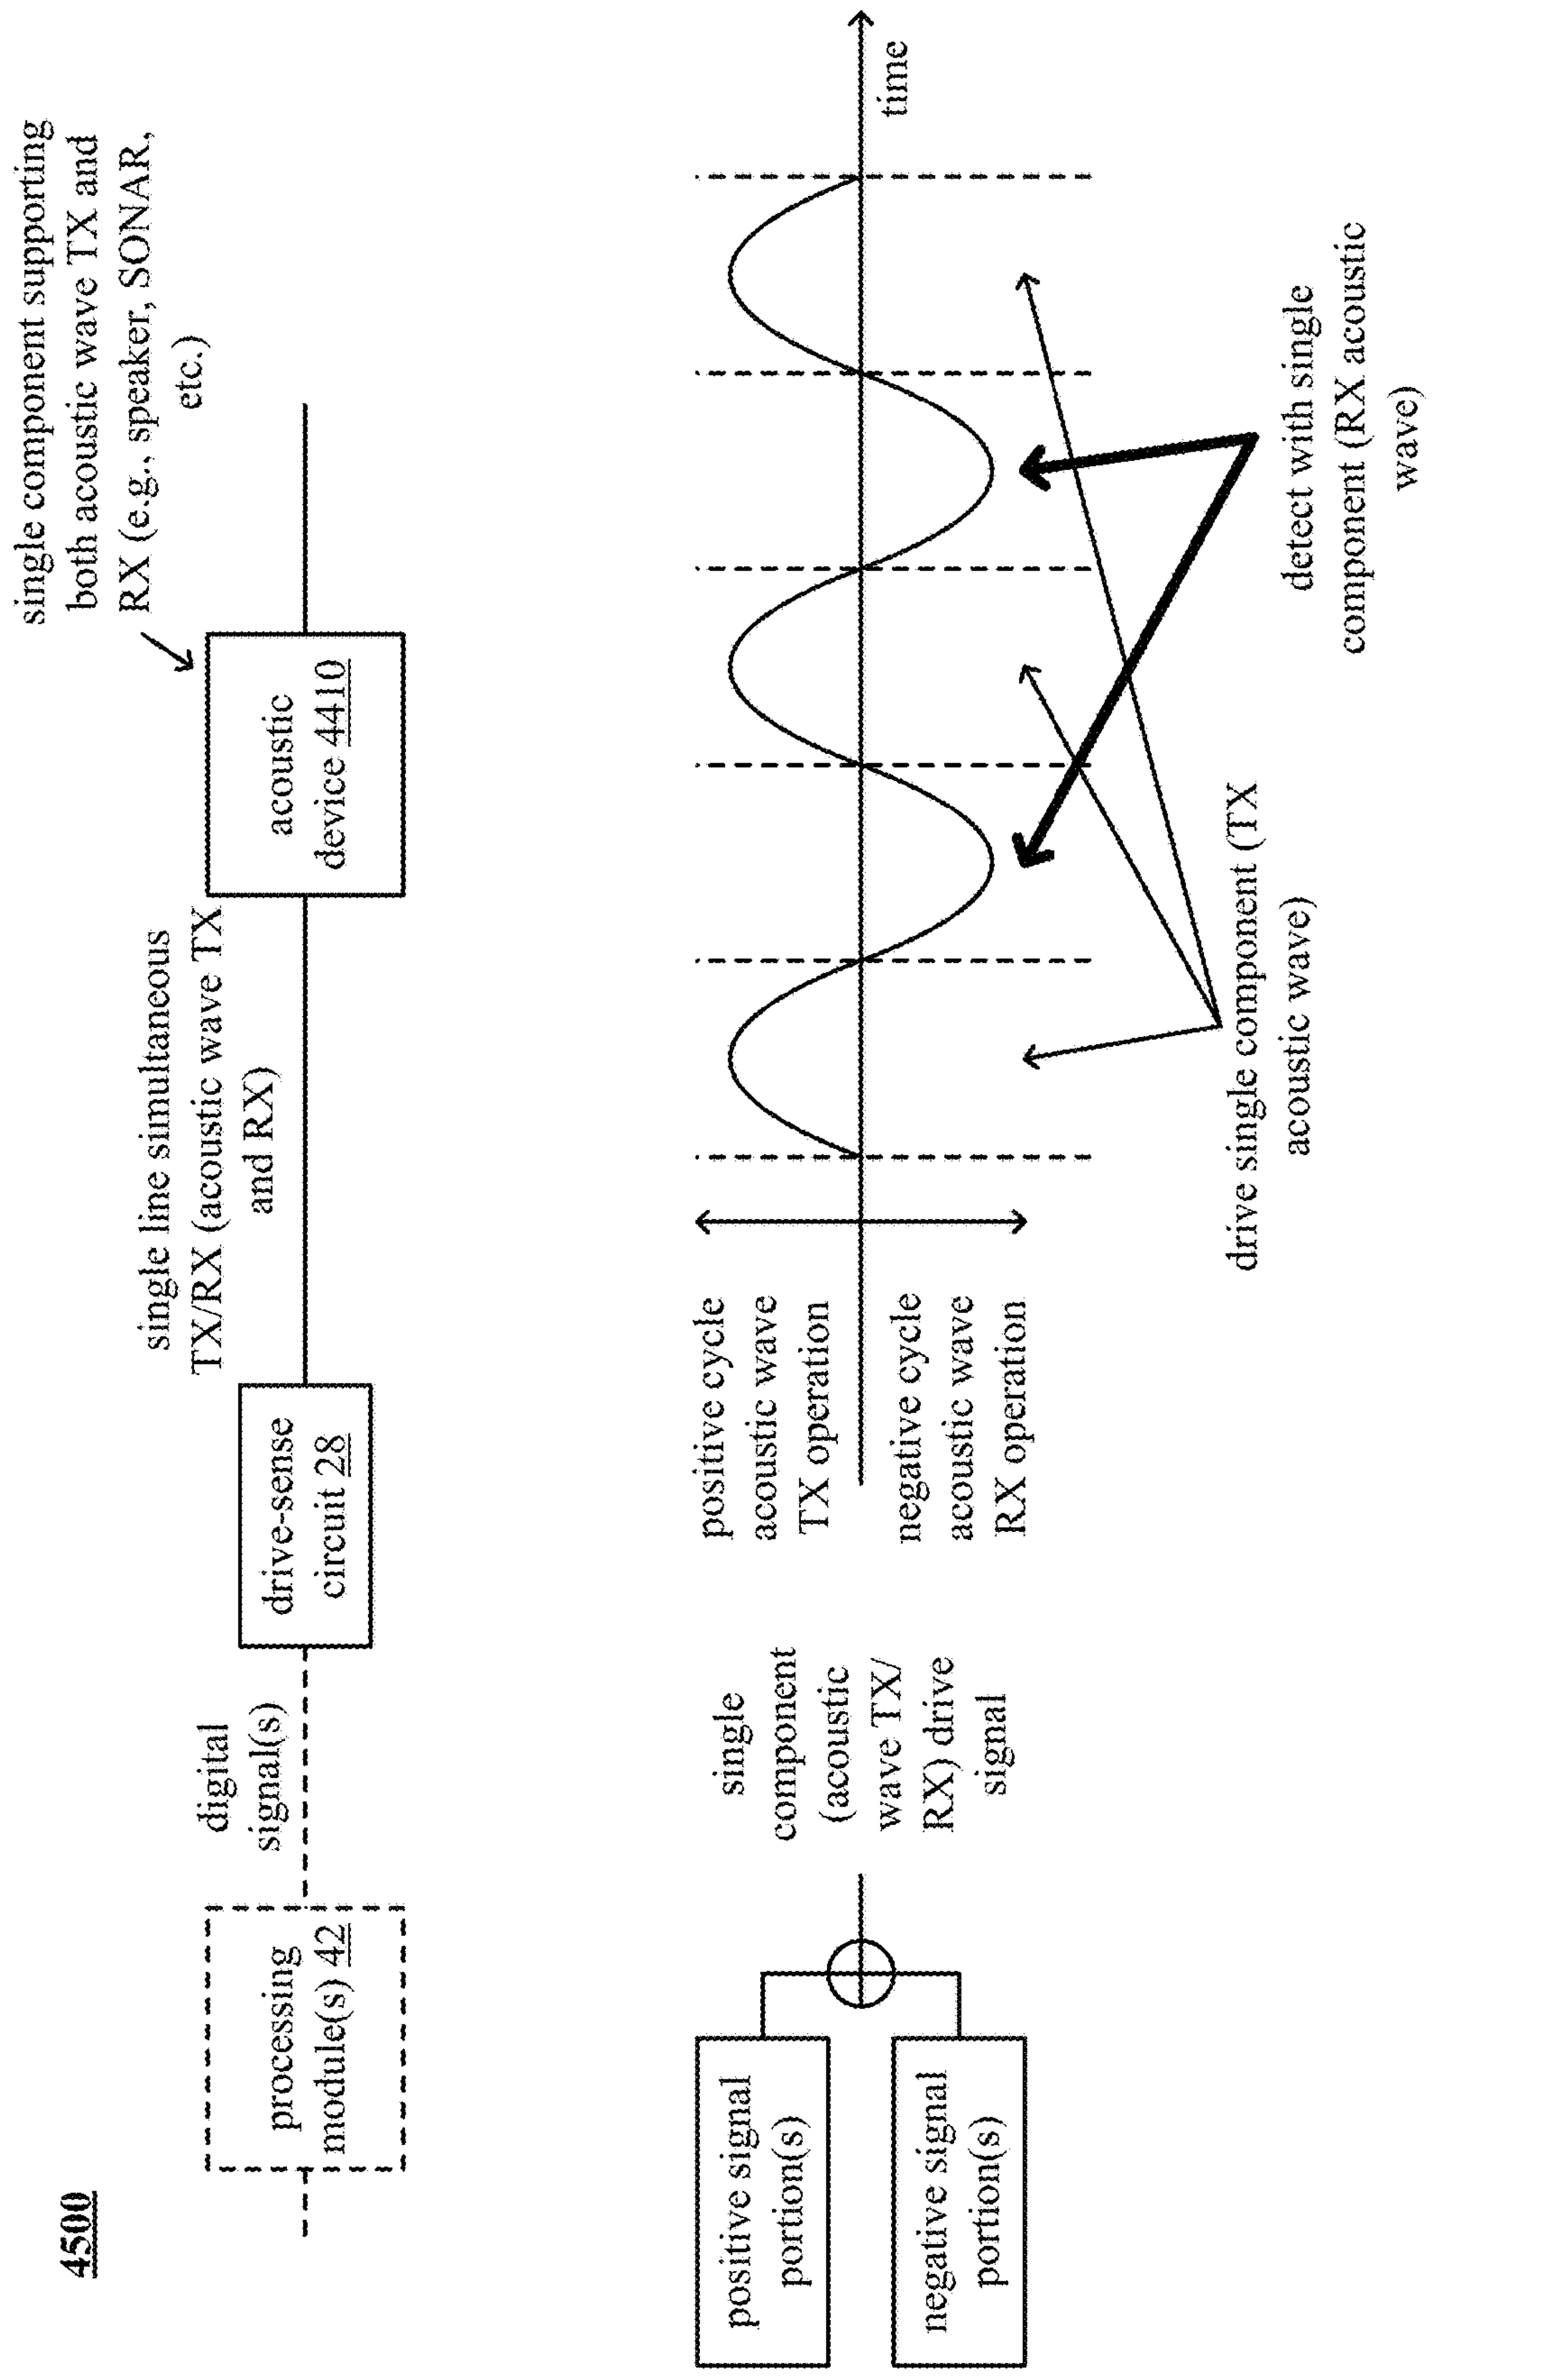 4500
single component supporting
both acoustic wave TX and
RX (e.g., speaker, SONAR,
etc.)
single line simultaneous
TX/RX (acoustic wave TX
and RX)
digital
signal(s)
processing
module(s) 42
drive-sense
circuit 28
acoustic
device 4410
positive signal
portion(s)
negative signal
portion(s)
single
component
(acoustic
wave TX/
RX) drive
signal
positive cycle
acoustic wave
TX operation
negative cycle
acoustic wave
RX operation
time
drive single component (TX
acoustic wave)
detect with single
component (RX acoustic
wave)